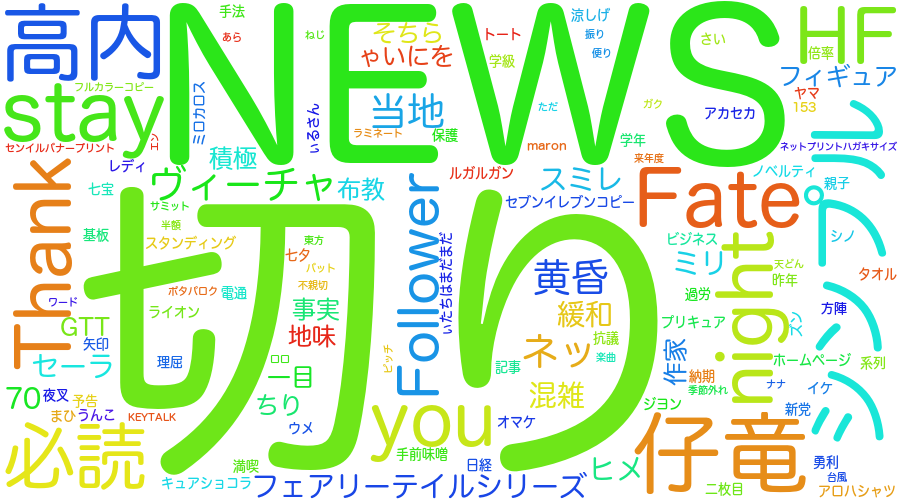 NEWS
切り
高内
stay
HF
Thank
Fate
Follower
you
night
シンプル
仔竜
必読
手法
あら
ねじ
そちら
ゃいにを
トート
学級
涼しげ
振り
便り
さい
倍率
フィギュア
ヤマ
153
フルカラーコピー
ミロカロス
いるさん
当地
ラミネート
保護
ただ
ガク
アカセカ
センイルバナープリント
エン
レディ
積極
maron
学年
来年度
ネットプリントハガキサイズ
ヴィーチャ
布教
ルガルガン
スミレ
ノベルティ
親子
七宝
サミット
半額
セブンイレブンコピー
基板
スタンディング
七夕
東方
バット
不親切
いたちはまだまだ
黄昏
ビジネス
ミリ
シノ
天どん
昨年
タオル
ワード
ポタパロク
電通
ライオン
事実
地味
緩和
過労
方陣
GTT
矢印
プリキュア
ズン
セーラ
理屈
ロロ
一目
ピッチ
ネッ
抗議
楽曲
作家
ホームページ
記事
納期
系列
70
夜叉
予告
まひ
うんこ
KEYTALK
ちり
混雑
季節外れ
ナナ
イケ
ジヨン
新党
ウメ
オマケ
手前味噌
満喫
日経
ヒメ
勇利
台風
キュアショコラ
フェアリーテイルシリーズ
二枚目
アロハシャツ